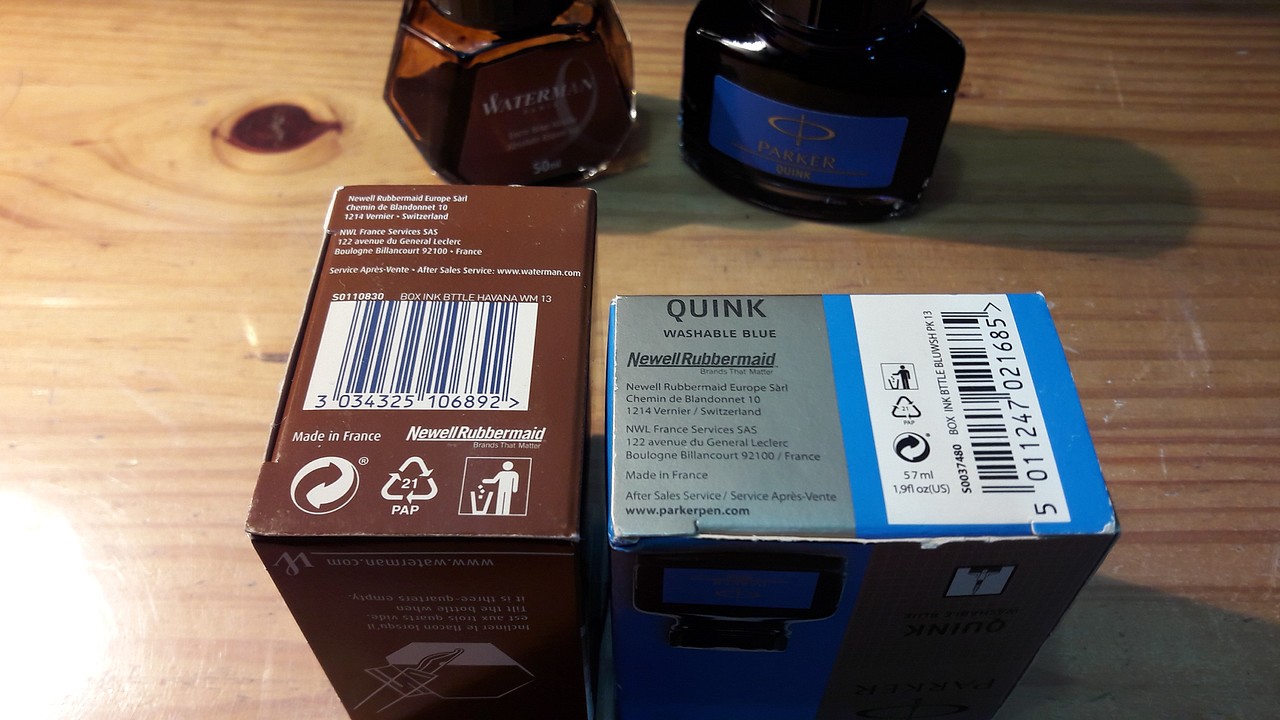 WATERMAN
PARIS
50ml
PARKER
QUINK
Newell Rubbermaid Europe Sàrl
Chemin de Blandonnet 10
1214 Vernier • Switzerland
NWL France Services SAS
122 avenue du General Leclerc
Boulogne Billancourt 92100 • France
Service Après-Vente • After Sales Service: www.waterman.com
S0110830 BOX INK BTTLE HAVANA WM 13
3 034325 106892 >
Made in France
NewellRubbermaid
Brands That Matter
21
PAP
www.waterman.com
Incliner le flacon lorsqu'il
est aux trois quarts vide.
Tilt the bottle when
it is three-quarters empty.
QUINK
WASHABLE BLUE
NewellRubbermaid
Brands That Matter
Newell Rubbermaid Europe Sàrl
Chemin de Blandonnet 10
1214 Vernier / Switzerland
NWL France Services SAS
122 avenue du General Leclerc
Boulogne Billancourt 92100 / France
Made in France
After Sales Service / Service Après-Vente
www.parkerpen.com
21
PAP
57 ml
1,9fl oz(US)
S0037480 BOX INK BTTLE BLUWSH PK 13
5 011247 021685 >
PARKER
QUINK
WASHABLE BLUE